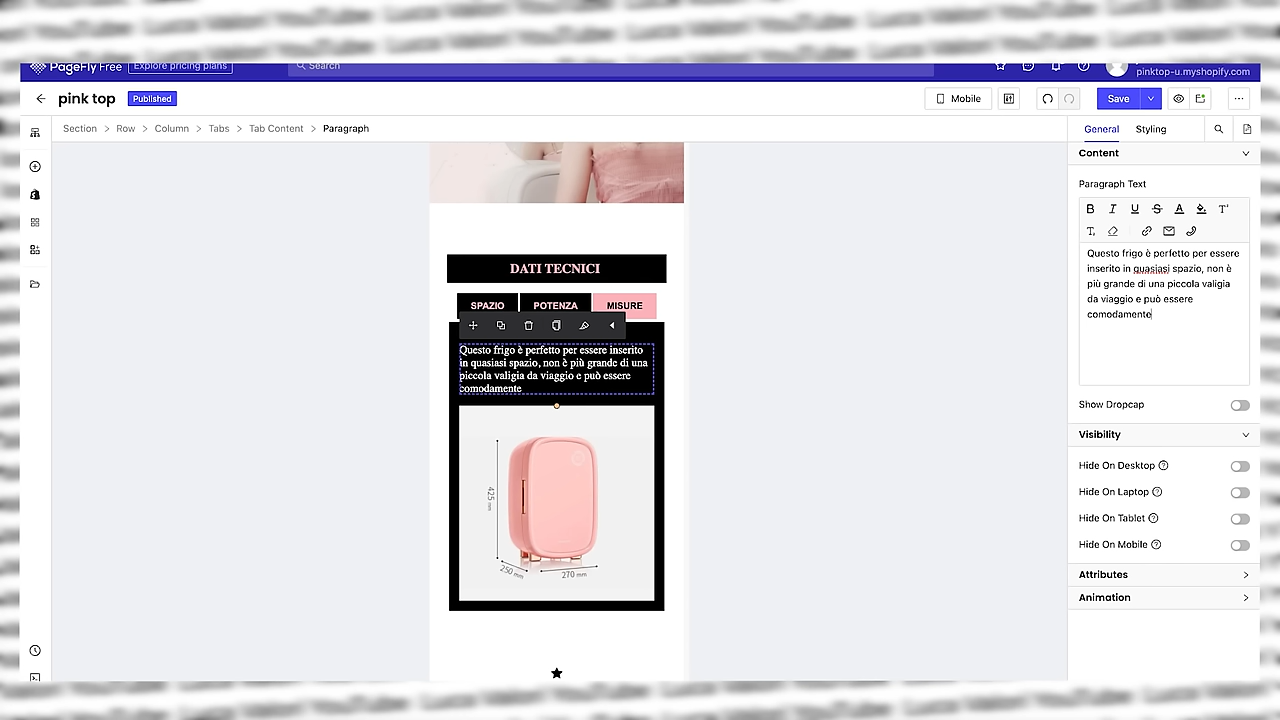 PageFly Free
Explore pricing plans
Search
pinktop-u.myshopify.com
pink top
Published
Mobile
Save
Section > Row > Column > Tabs > Tab Content > Paragraph
General
Styling
Content
Paragraph Text
Questo frigo è perfetto per essere
inserito in quasiasi spazio, non è
più grande di una piccola valigia
da viaggio e può essere
comodamente
Show Dropcap
Visibility
Hide On Desktop
Hide On Laptop
Hide On Tablet
Hide On Mobile
Attributes
Animation
DATI TECNICI
SPAZIO
POTENZA
MISURE
Questo frigo è perfetto per essere inserito
in quasiasi spazio, non è più grande di una
piccola valigia da viaggio e può essere
comodamente
425 mm
250 mm
270 mm